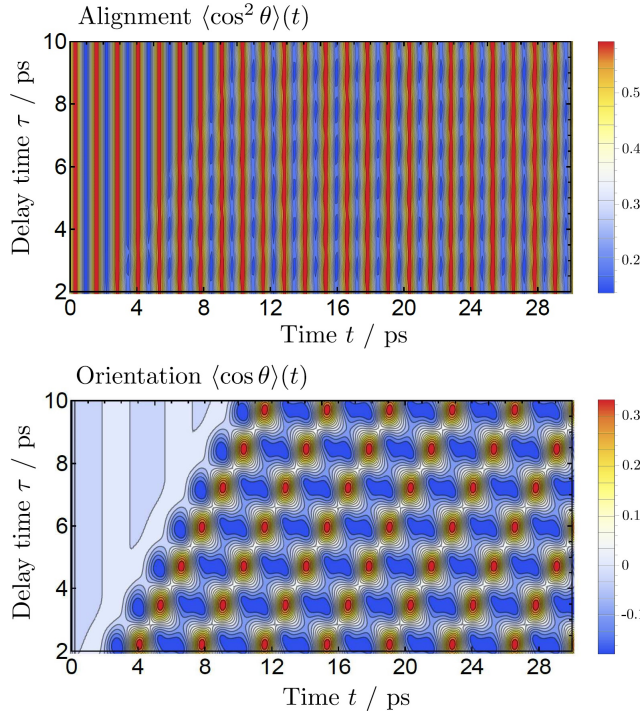 Alignment ⟨cos² θ⟩(t)
10
8
6
4
2
Delay time τ / ps
0 4 8 12 16 20 24 28
Time t / ps
0.5
0.4
0.3
0.2
Orientation ⟨cos θ⟩(t)
10
8
6
4
2
Delay time τ / ps
0 4 8 12 16 20 24 28
Time t / ps
0.3
0.2
0.1
0
-0.1